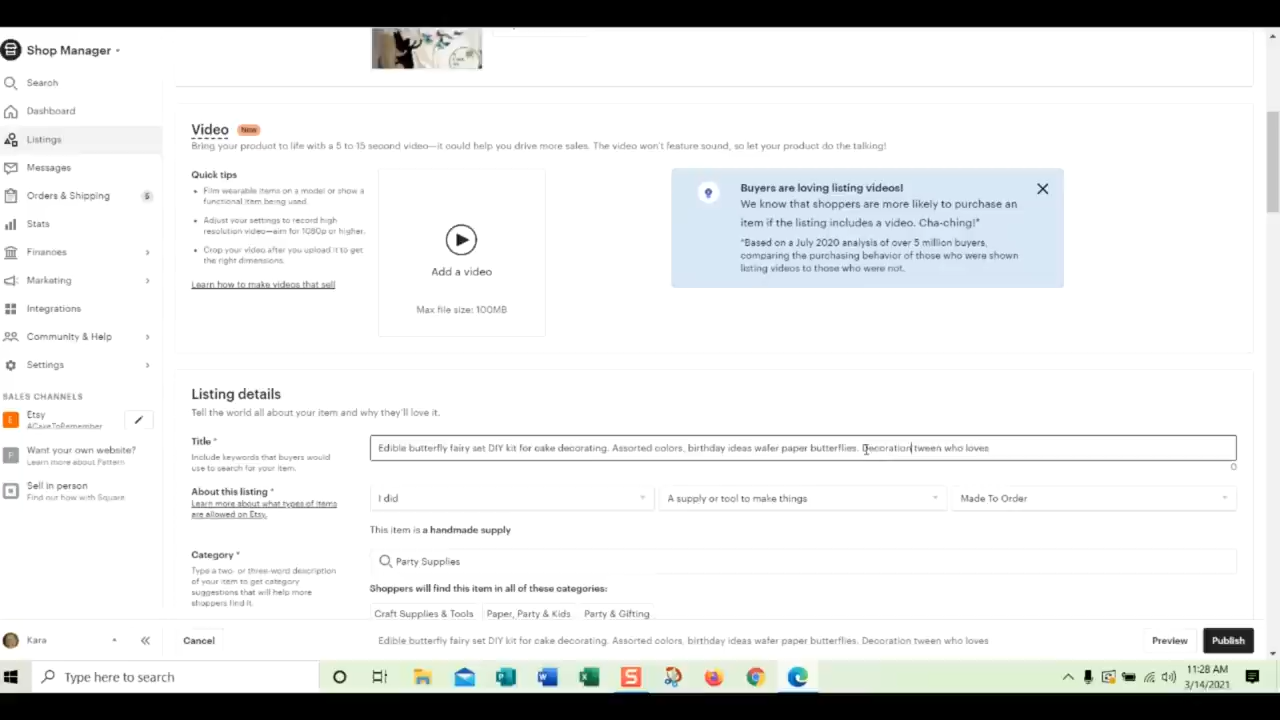 Shop Manager
Search
Dashboard
Listings
Messages
Orders & Shipping 5
Stats
Finances
Marketing
Integrations
Community & Help
Settings
SALES CHANNELS
Etsy
ACakeToRemember
Want your own website?
Learn more about Pattern
Sell in person
Find out how with Square
Kara
Video New
Bring your product to life with a 5 to 15 second video—it could help you drive more sales. The video won't feature sound, so let your product do the talking!
Quick tips
Film wearable items on a model or show a
functional item being used.
Adjust your settings to record high
resolution video—aim for 1080p or higher.
Crop your video after you upload it to get
the right dimensions.
Learn how to make videos that sell
Add a video
Max file size: 100MB
Buyers are loving listing videos!
We know that shoppers are more likely to purchase an
item if the listing includes a video. Cha-ching!*
*Based on a July 2020 analysis of over 5 million buyers,
comparing the purchasing behavior of those who were shown
listing videos to those who were not.
Listing details
Tell the world all about your item and why they'll love it.
Title *
Include keywords that buyers would
use to search for your item.
Edible butterfly fairy set DIY kit for cake decorating. Assorted colors, birthday ideas wafer paper butterflies. Decoration tween who loves
0
About this listing *
Learn more about what types of items
are allowed on Etsy.
I did
A supply or tool to make things
Made To Order
This item is a handmade supply
Category *
Type a two- or three-word description
of your item to get category
suggestions that will help more
shoppers find it.
Party Supplies
Shoppers will find this item in all of these categories:
Craft Supplies & Tools Paper, Party & Kids Party & Gifting
Cancel
Edible butterfly fairy set DIY kit for cake decorating. Assorted colors, birthday ideas wafer paper butterflies. Decoration tween who loves
Preview
Publish
Type here to search
11:28 AM
3/14/2021